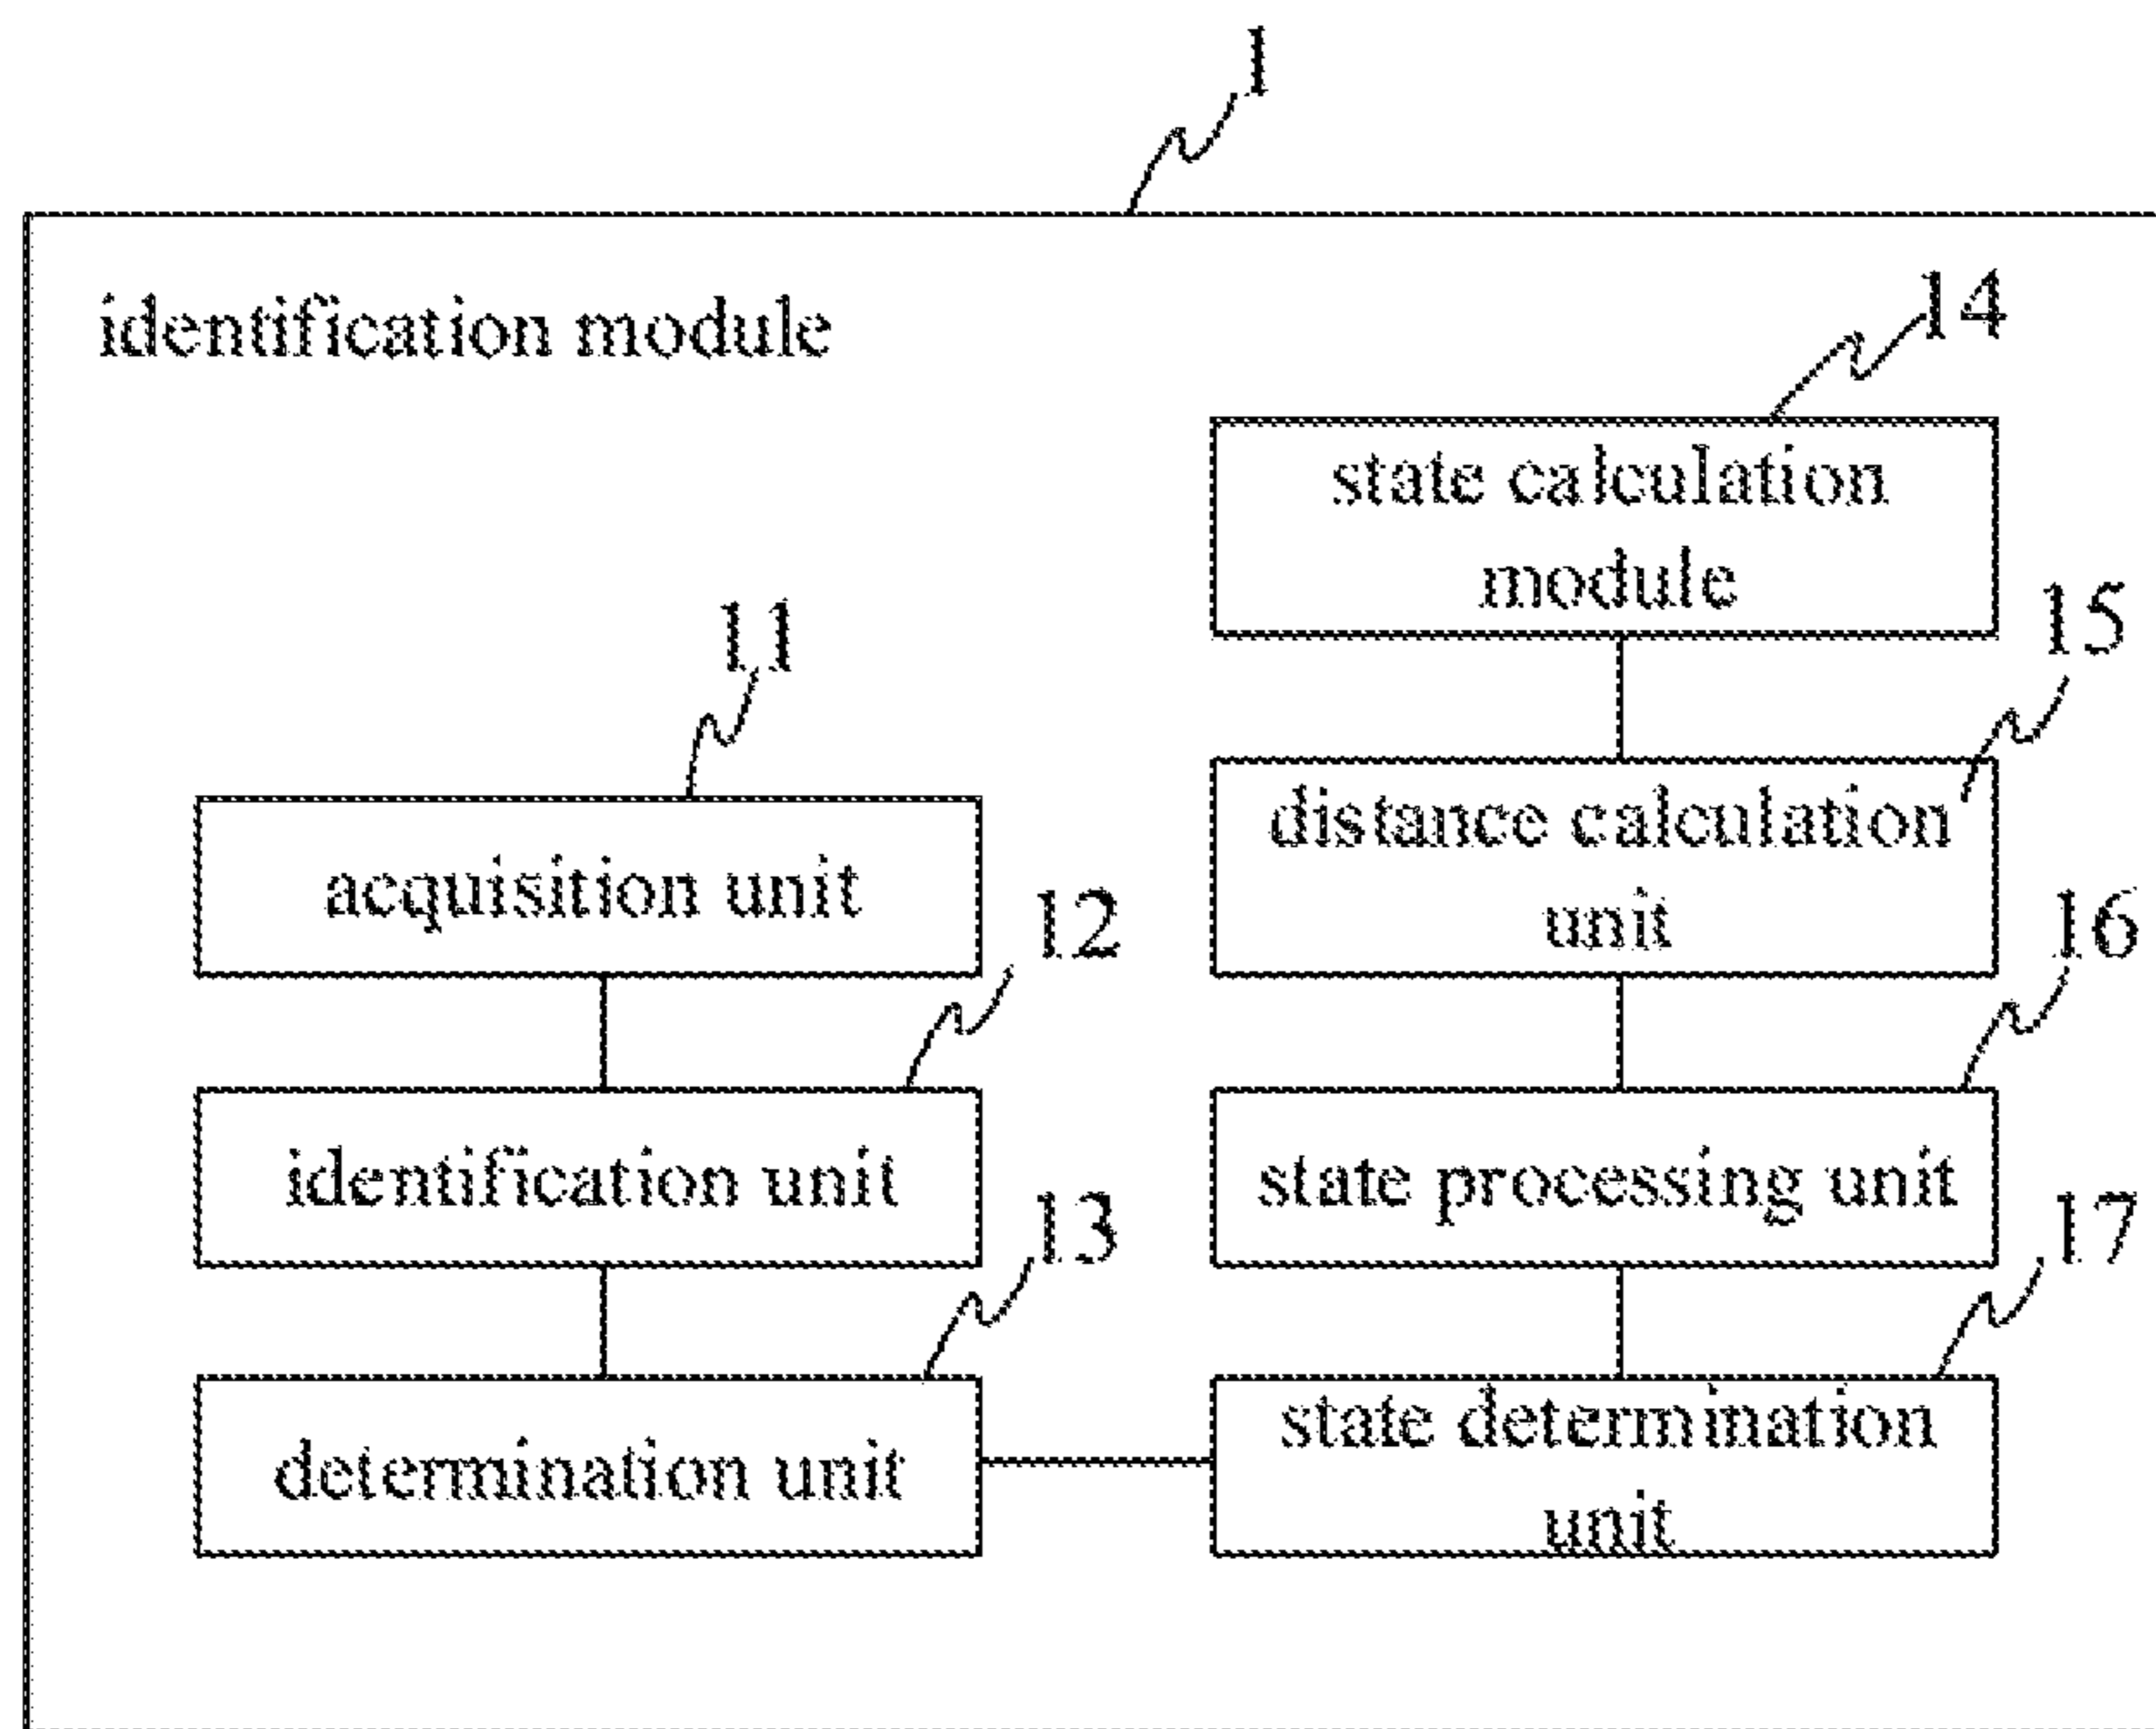 1
identification module
14
state calculation
module
15
11
distance calculation
unit
acquisition unit
12
16
identification unit
state processing unit
13
17
determination unit
state determination
unit